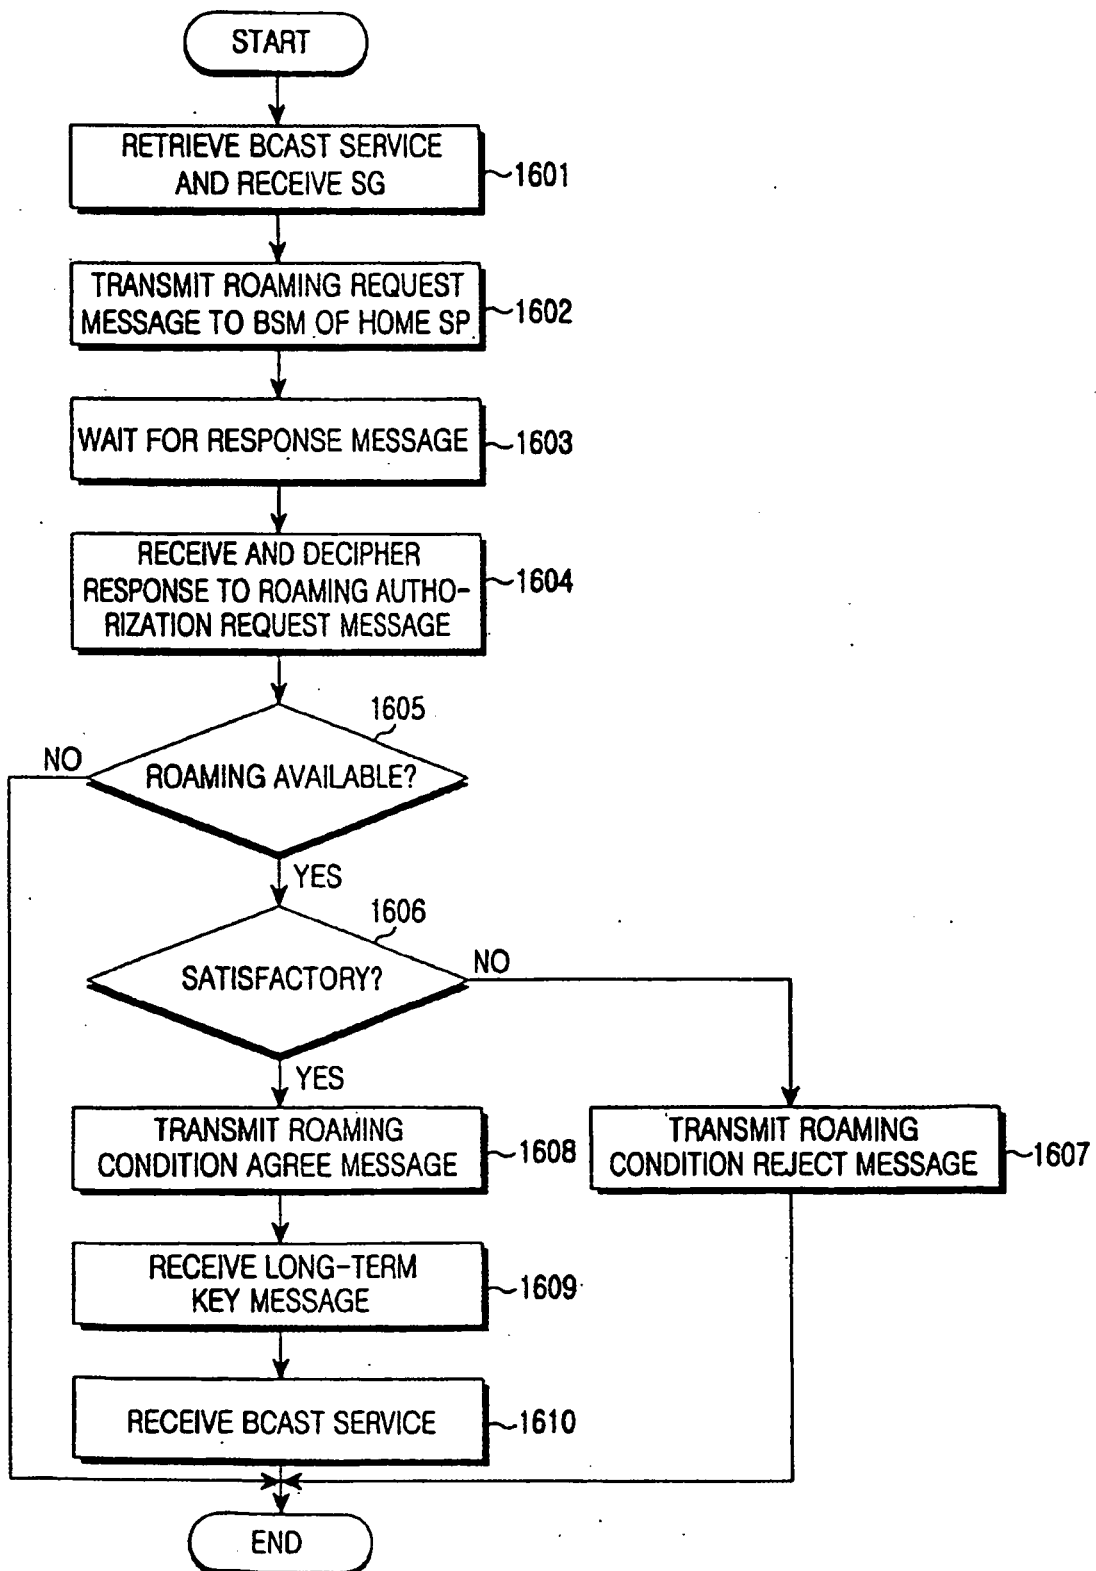 START
RETRIEVE BCAST SERVICE
AND RECEIVE SG
1601
TRANSMIT ROAMING REQUEST
MESSAGE TO BSM OF HOME SP
1602
WAIT FOR RESPONSE MESSAGE
1603
RECEIVE AND DECIPHER
RESPONSE TO ROAMING AUTHO-
RIZATION REQUEST MESSAGE
1604
1605
NO
ROAMING AVAILABLE?
YES
1606
SATISFACTORY?
NO
YES
TRANSMIT ROAMING
CONDITION AGREE MESSAGE
1608
TRANSMIT ROAMING
CONDITION REJECT MESSAGE
1607
RECEIVE LONG-TERM
KEY MESSAGE
1609
RECEIVE BCAST SERVICE
1610
END